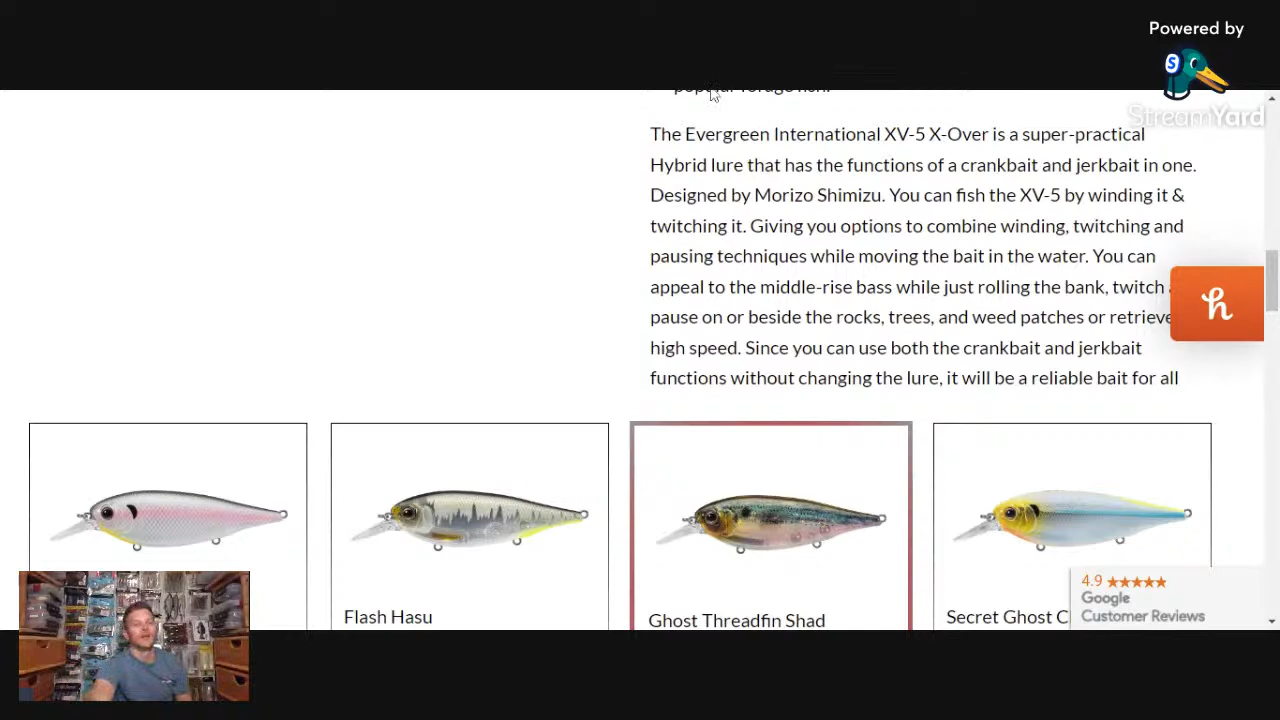 Powered by
S
StreamYard
popular forage fish.
The Evergreen International XV-5 X-Over is a super-practical
Hybrid lure that has the functions of a crankbait and jerkbait in one.
Designed by Morizo Shimizu. You can fish the XV-5 by winding it &
twitching it. Giving you options to combine winding, twitching and
pausing techniques while moving the bait in the water. You can
appeal to the middle-rise bass while just rolling the bank, twitch
pause on or beside the rocks, trees, and weed patches or retrieve
h
high speed. Since you can use both the crankbait and jerkbait
functions without changing the lure, it will be a reliable bait for all
Flash Hasu
Ghost Threadfin Shad
Secret Ghost C
4.9 ★★★★★
Google
Customer Reviews